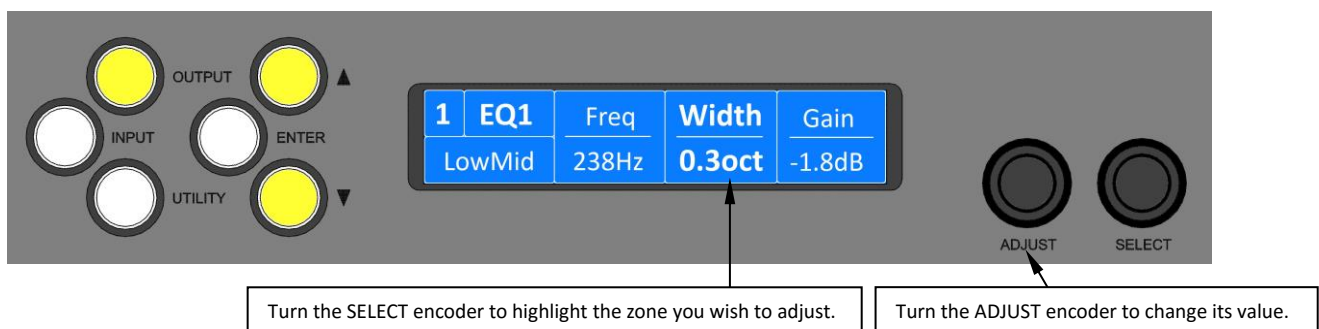 OUTPUT ▲
INPUT ENTER
UTILITY ▼
1 EQ1 Freq Width Gain
LowMid 238Hz 0.3oct -1.8dB
ADJUST SELECT
Turn the SELECT encoder to highlight the zone you wish to adjust.
Turn the ADJUST encoder to change its value.